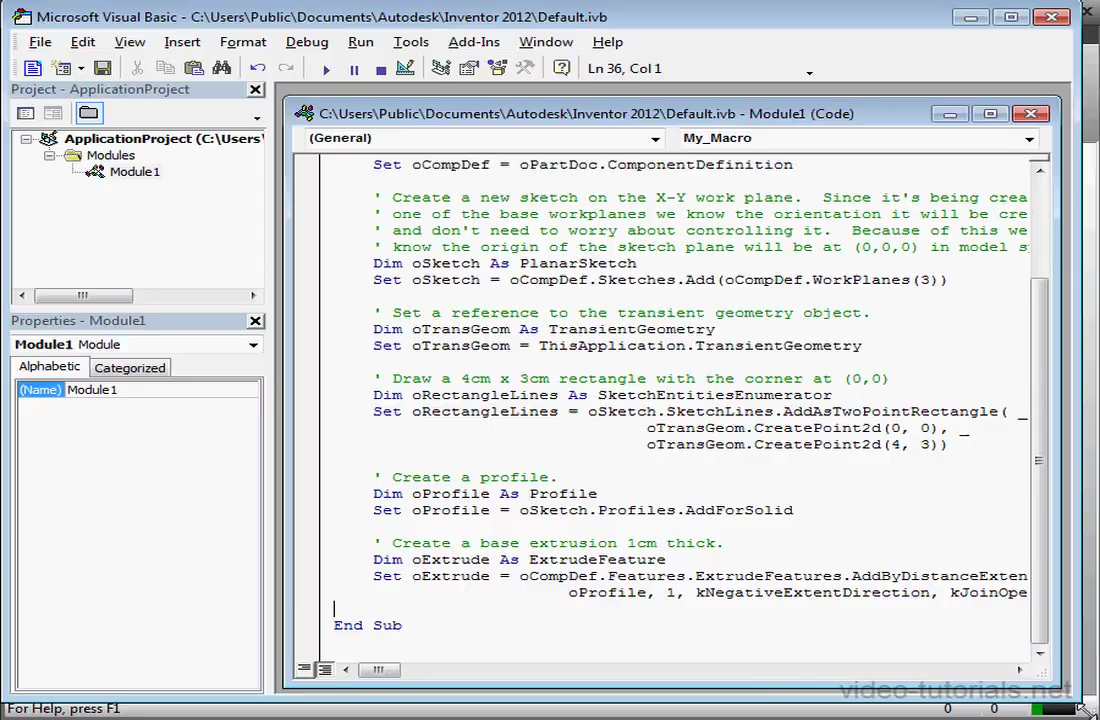 Microsoft Visual Basic - C:\Users\Public\Documents\Autodesk\Inventor 2012\Default.ivb
File Edit View Insert Format Debug Run Tools Add-Ins Window Help
Ln 36, Col 1
Project - ApplicationProject
ApplicationProject (C:\Users\
Modules
Module1
Properties - Module1
Module1 Module
Alphabetic Categorized
(Name) Module1
C:\Users\Public\Documents\Autodesk\Inventor 2012\Default.ivb - Module1 (Code)
(General) My_Macro
Set oCompDef = oPartDoc.ComponentDefinition
' Create a new sketch on the X-Y work plane.  Since it's being crea
' one of the base workplanes we know the orientation it will be cre
' and don't need to worry about controlling it.  Because of this we
' know the origin of the sketch plane will be at (0,0,0) in model s
Dim oSketch As PlanarSketch
Set oSketch = oCompDef.Sketches.Add(oCompDef.WorkPlanes(3))
' Set a reference to the transient geometry object.
Dim oTransGeom As TransientGeometry
Set oTransGeom = ThisApplication.TransientGeometry
' Draw a 4cm x 3cm rectangle with the corner at (0,0)
Dim oRectangleLines As SketchEntitiesEnumerator
Set oRectangleLines = oSketch.SketchLines.AddAsTwoPointRectangle( _
oTransGeom.CreatePoint2d(0, 0), _
oTransGeom.CreatePoint2d(4, 3))
' Create a profile.
Dim oProfile As Profile
Set oProfile = oSketch.Profiles.AddForSolid
' Create a base extrusion 1cm thick.
Dim oExtrude As ExtrudeFeature
Set oExtrude = oCompDef.Features.ExtrudeFeatures.AddByDistanceExten
oProfile, 1, kNegativeExtentDirection, kJoinOpe
End Sub
video-tutorials.net
For Help, press F1
0 0